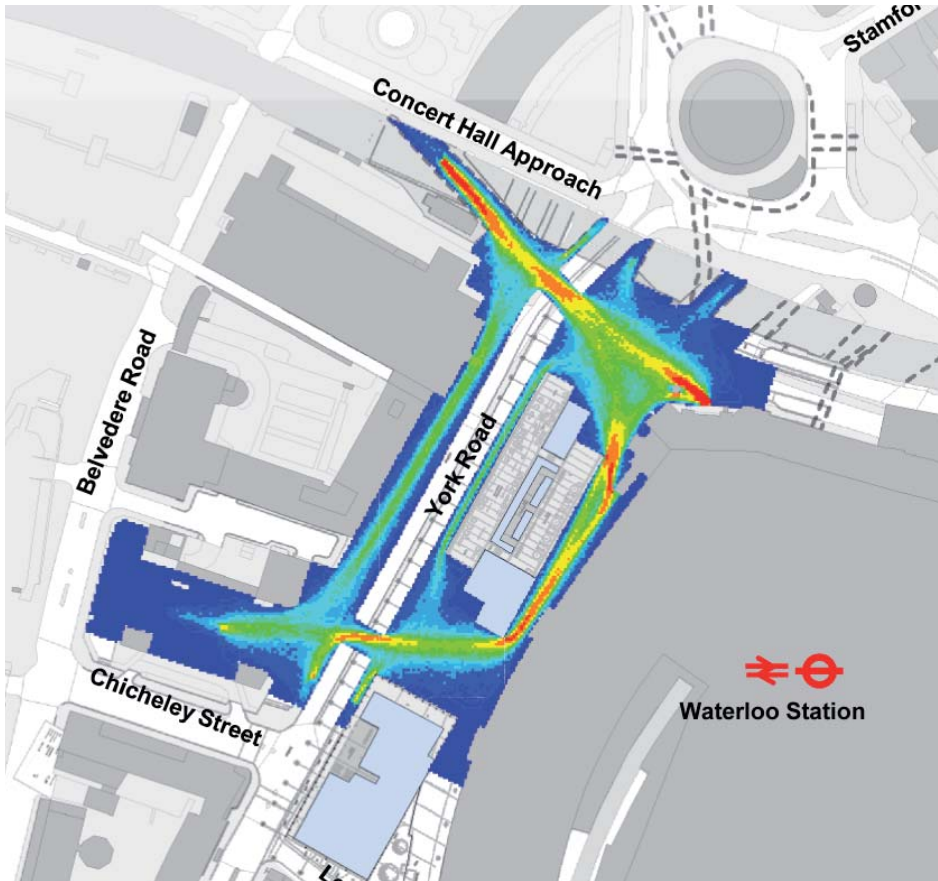 Stamfo
Concert Hall Approach
Belvedere Road
York Road
Waterloo Station
Chicheley Street